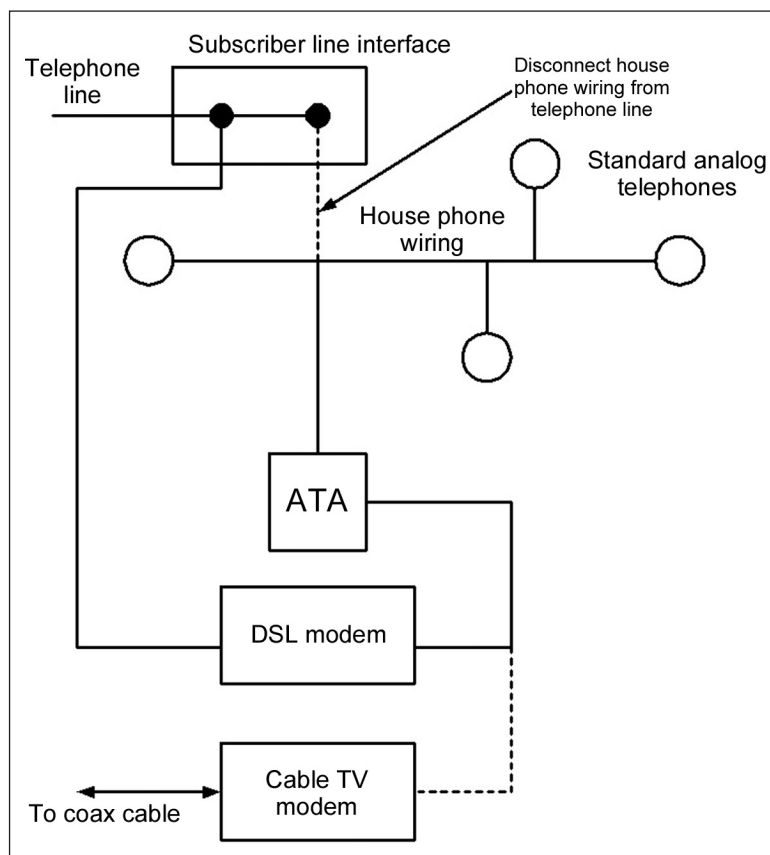 Subscriber line interface
Telephone
line
Disconnect house
phone wiring from
telephone line
Standard analog
telephones
House phone
wiring
ATA
DSL modem
Cable TV
modem
To coax cable